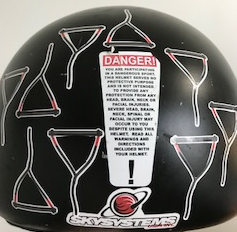 DANGER!
YOU ARE PARTICIPATING
IN A DANGEROUS SPORT.
THIS HELMET SERVES NO
PROTECTIVE PURPOSE
AND IS NOT INTENDED
TO PROVIDE ANY
PROTECTION FROM ANY
HEAD, BRAIN, NECK OR
FACIAL INJURIES.
SEVERE HEAD, BRAIN,
NECK, SPINAL OR
FACIAL INJURY MAY
OCCUR TO YOU
DESPITE USING THIS
HELMET. READ ALL
WARNINGS AND
DIRECTIONS
INCLUDED WITH
YOUR HELMET.
SKYSYSTEMS